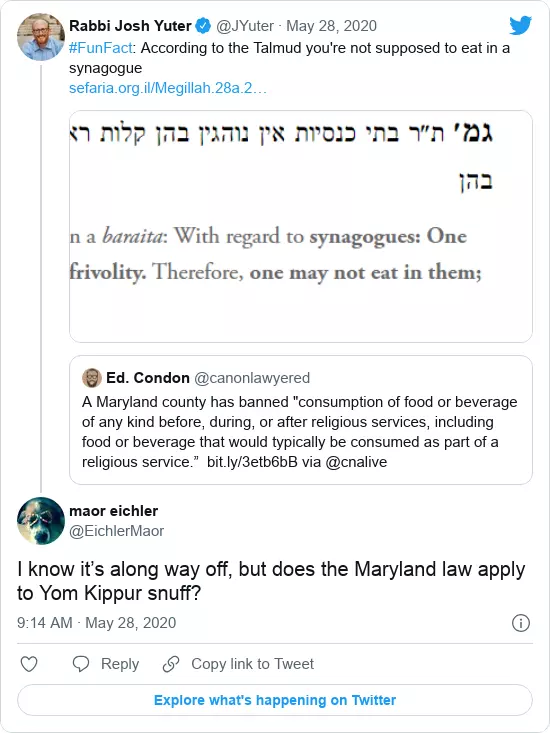 Rabbi Josh Yuter @JYuter · May 28, 2020
#FunFact: According to the Talmud you're not supposed to eat in a
synagogue
sefaria.org.il/Megillah.28a.2…
גמ׳ ת״ר בתי כנסיות אין נוהגין בהן קלות רא
בהן
n a baraita: With regard to synagogues: One
frivolity. Therefore, one may not eat in them;
Ed. Condon @canonlawyered
A Maryland county has banned "consumption of food or beverage
of any kind before, during, or after religious services, including
food or beverage that would typically be consumed as part of a
religious service.” bit.ly/3etb6bB via @cnalive
maor eichler
@EichlerMaor
I know it’s along way off, but does the Maryland law apply
to Yom Kippur snuff?
9:14 AM · May 28, 2020
Reply Copy link to Tweet
Explore what's happening on Twitter